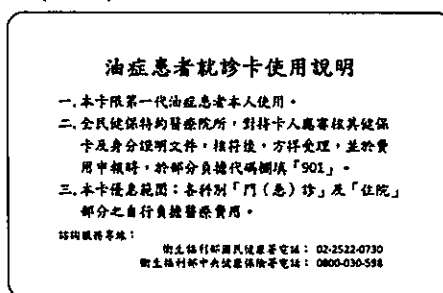 油症患者就診卡使用說明
一、本卡限第一代油症患者本人使用。
二、全民健保特約醫療院所，對持卡人應審核其健保
卡及身分證明文件，核符後，方得受理，並於費
用申報時，於部分負擔代碼欄填「901」。
三、本卡優惠範圍：各科別「門（急）診」及「住院」
部分之自行負擔醫療費用。
諮詢服務專線：
衛生福利部國民健康署電話：02-2522-0730
衛生福利部中央健康保險署電話：0800-030-598